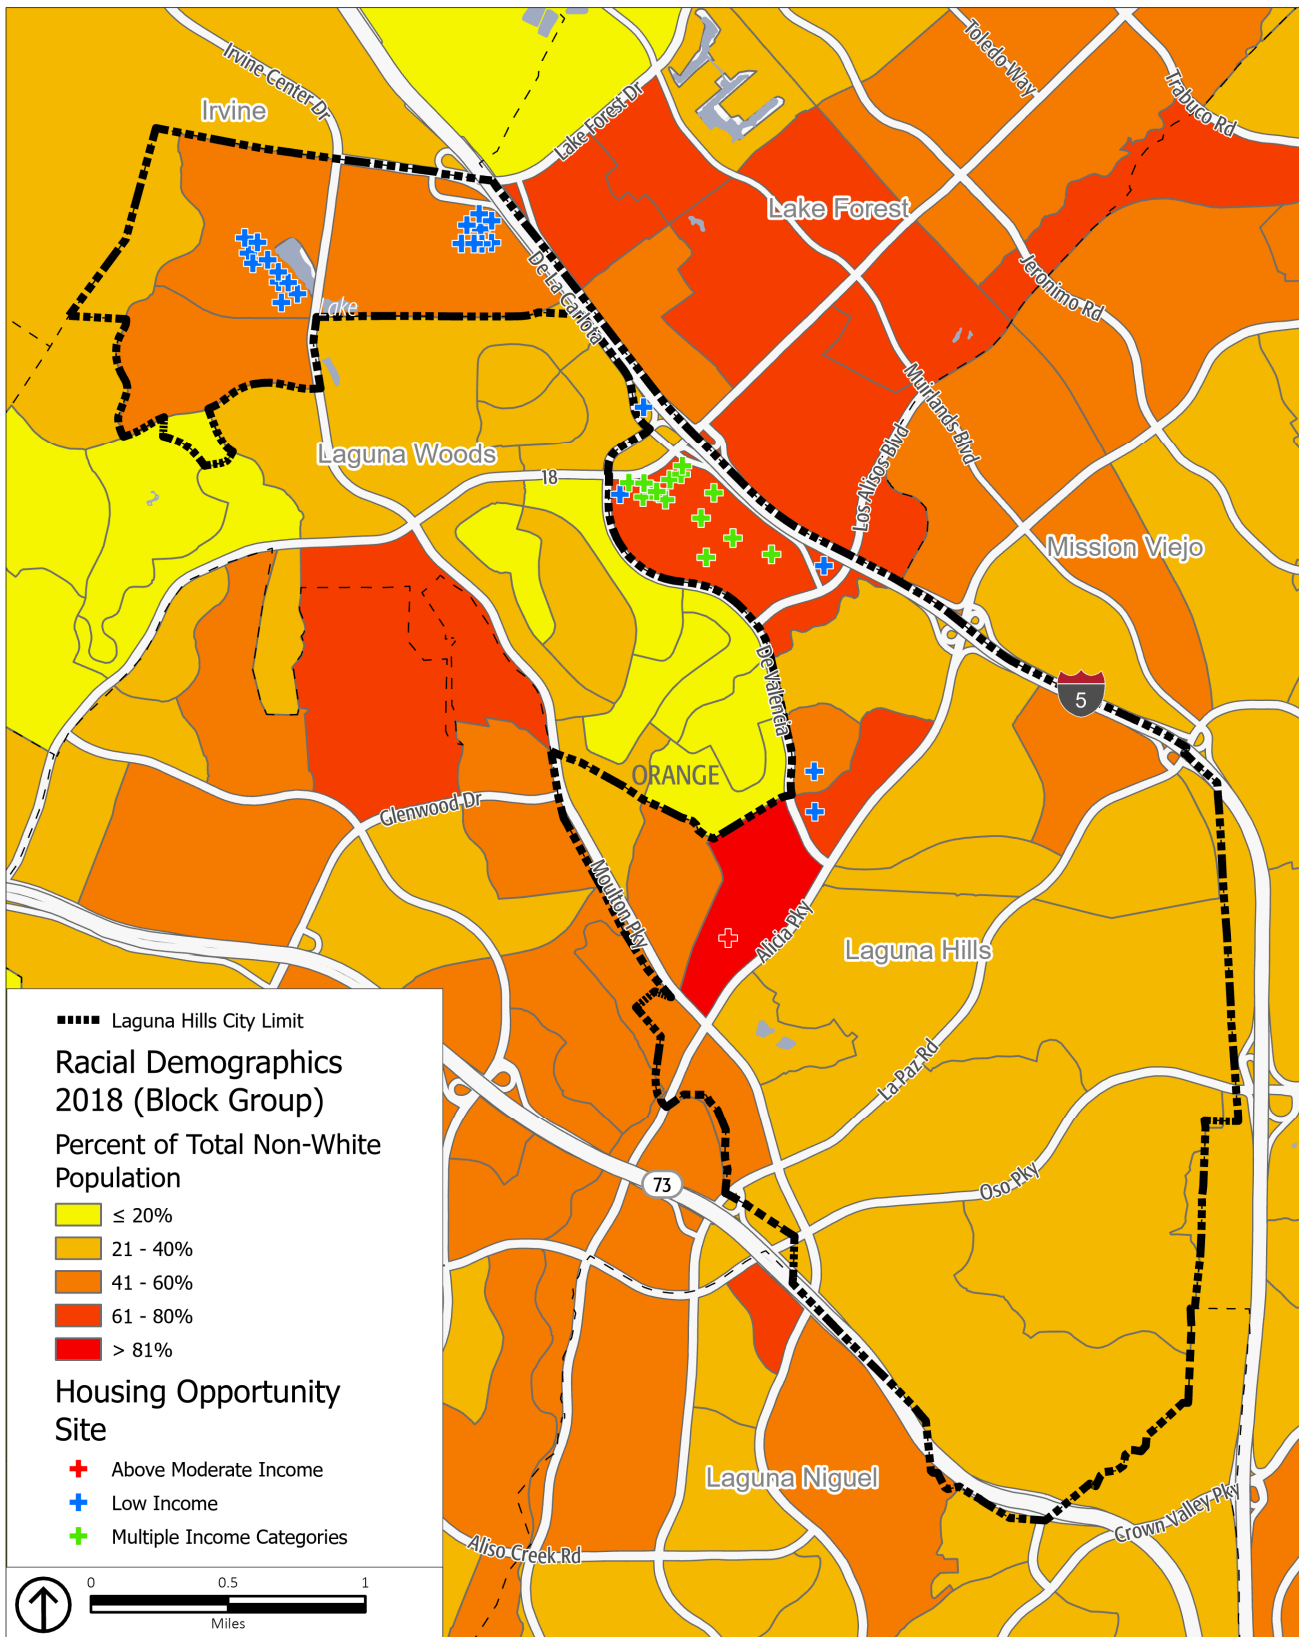 Irvine Center Dr
Irvine
Lake Forest Dr
Toledo Way
Trabuco Rd
Lake Forest
De La Carlota
Lake
Jeronimo Rd
Muirlands Blvd
Laguna Woods
18
Los Alisos Blvd
Mission Viejo
De Valencia
5
ORANGE
Glenwood Dr
Moulton Pky
Alicia Pky
Laguna Hills
La Paz Rd
Oso Pky
73
Laguna Niguel
Crown Valley Pky
Aliso Creek Rd
Laguna Hills City Limit
Racial Demographics
2018 (Block Group)
Percent of Total Non-White
Population
≤ 20%
21 - 40%
41 - 60%
61 - 80%
> 81%
Housing Opportunity
Site
Above Moderate Income
Low Income
Multiple Income Categories
0 0.5 1
Miles